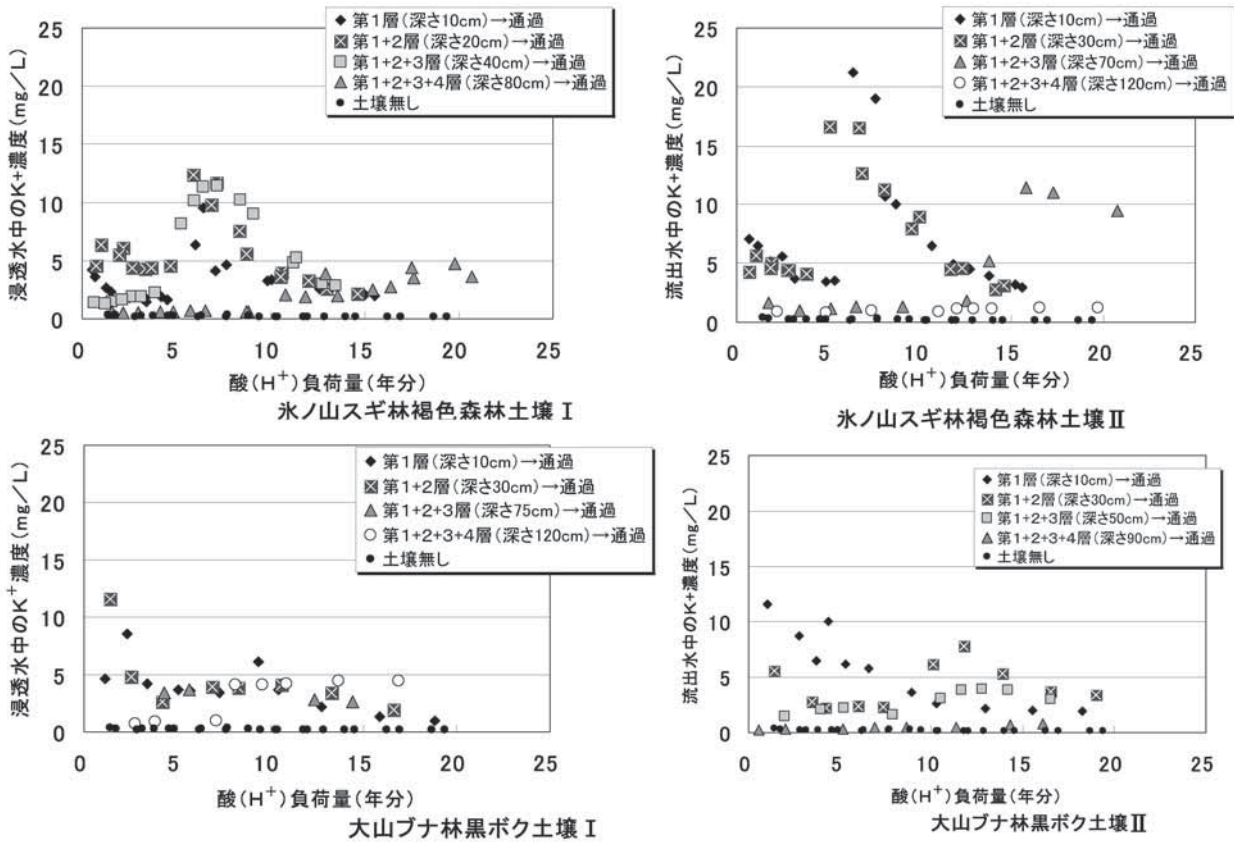 25
20
15
10
5
0
浸透水中のK+濃度(mg/L)
第1層(深さ10cm)→通過
第1+2層(深さ20cm)→通過
第1+2+3層(深さ40cm)→通過
第1+2+3+4層(深さ80cm)→通過
土壌無し
0 5 10 15 20 25
酸(H⁺)負荷量(年分)
氷ノ山スギ林褐色森林土壌Ⅰ
25
20
15
10
5
0
流出水中のK+濃度(mg/L)
第1層(深さ10cm)→通過
第1+2層(深さ30cm)→通過
第1+2+3層(深さ70cm)→通過
第1+2+3+4層(深さ120cm)→通過
土壌無し
0 5 10 15 20 25
酸(H⁺)負荷量(年分)
氷ノ山スギ林褐色森林土壌Ⅱ
25
20
15
10
5
0
浸透水中のK⁺濃度(mg/L)
第1層(深さ10cm)→通過
第1+2層(深さ30cm)→通過
第1+2+3層(深さ75cm)→通過
第1+2+3+4層(深さ120cm)→通過
土壌無し
0 5 10 15 20 25
酸(H⁺)負荷量(年分)
大山ブナ林黒ボク土壌Ⅰ
25
20
15
10
5
0
流出水中のK+濃度(mg/L)
第1層(深さ10cm)→通過
第1+2層(深さ30cm)→通過
第1+2+3層(深さ50cm)→通過
第1+2+3+4層(深さ90cm)→通過
土壌無し
0 5 10 15 20 25
酸(H⁺)負荷量(年分)
大山ブナ林黒ボク土壌Ⅱ